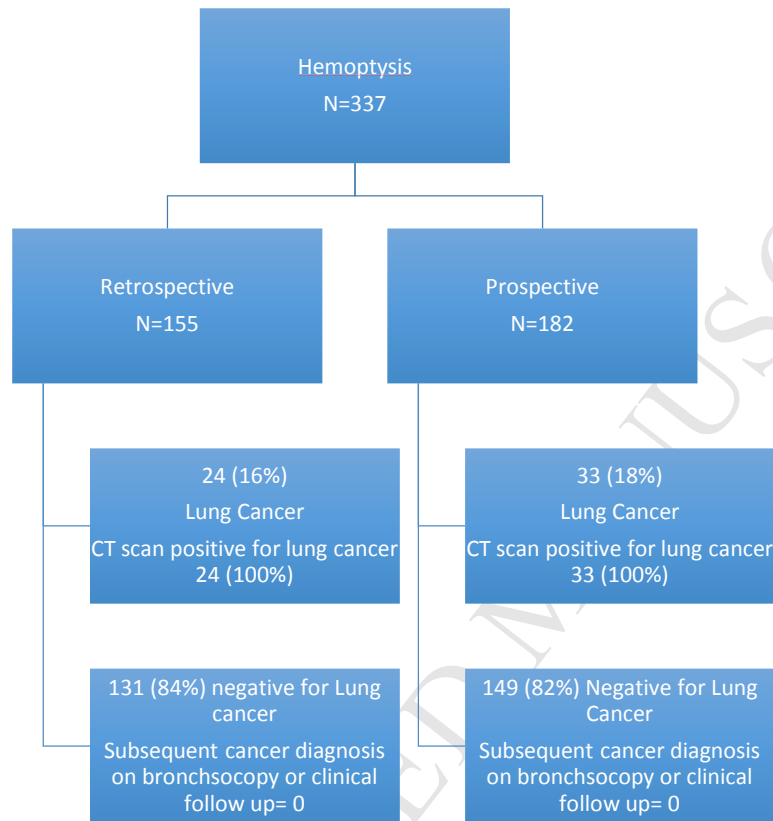 Hemoptysis
N=337
Retrospective
N=155
Prospective
N=182
24 (16%)
Lung Cancer
CT scan positive for lung cancer
24 (100%)
33 (18%)
Lung Cancer
CT scan positive for lung cancer
33 (100%)
131 (84%) negative for Lung
cancer
Subsequent cancer diagnosis
on bronchsocopy or clinical
follow up= 0
149 (82%) Negative for Lung
Cancer
Subsequent cancer diagnosis
on bronchsocopy or clinical
follow up= 0